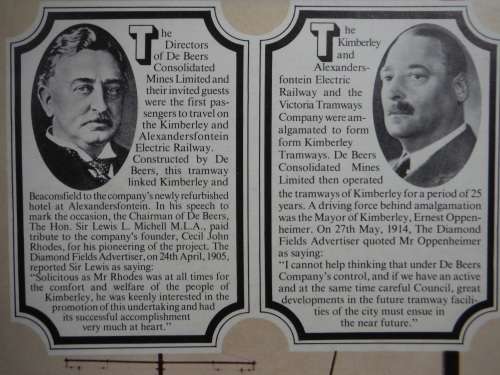 The
Directors
of De Beers
Consolidated
Mines Limited and
their invited guests
were the first pas-
sengers to travel on
the Kimberley and
Alexandersfontein
Electric Railway.
Constructed by De
Beers, this tramway
linked Kimberley and
Beaconsfield to the company's newly refurbished
hotel at Alexandersfontein. In his speech to
mark the occasion, the Chairman of De Beers,
The Hon. Sir Lewis L. Michell M.L.A., paid
tribute to the company's founder, Cecil John
Rhodes, for his pioneering of the project. The
Diamond Fields Advertiser, on 24th April, 1905,
reported Sir Lewis as saying:
"Solicitous as Mr Rhodes was at all times for
the comfort and welfare of the people of
Kimberley, he was keenly interested in the
promotion of this undertaking and had
its successful accomplishment
very much at heart."
The
Kimberley
and
Alexanders-
fontein Electric
Railway and the
Victoria Tramways
Company were am-
algamated to form
form Kimberley
Tramways. De Beers
Consolidated Mines
Limited then operated
the tramways of Kimberley for a period of 25
years. A driving force behind amalgamation
was the Mayor of Kimberley, Ernest Oppen-
heimer. On 27th May, 1914, The Diamond
Fields Advertiser quoted Mr Oppenheimer
as saying:
"I cannot help thinking that under De Beers
Company's control, and if we have an active
and at the same time careful Council, great
developments in the future tramway facili-
ties of the city must ensue in
the near future."